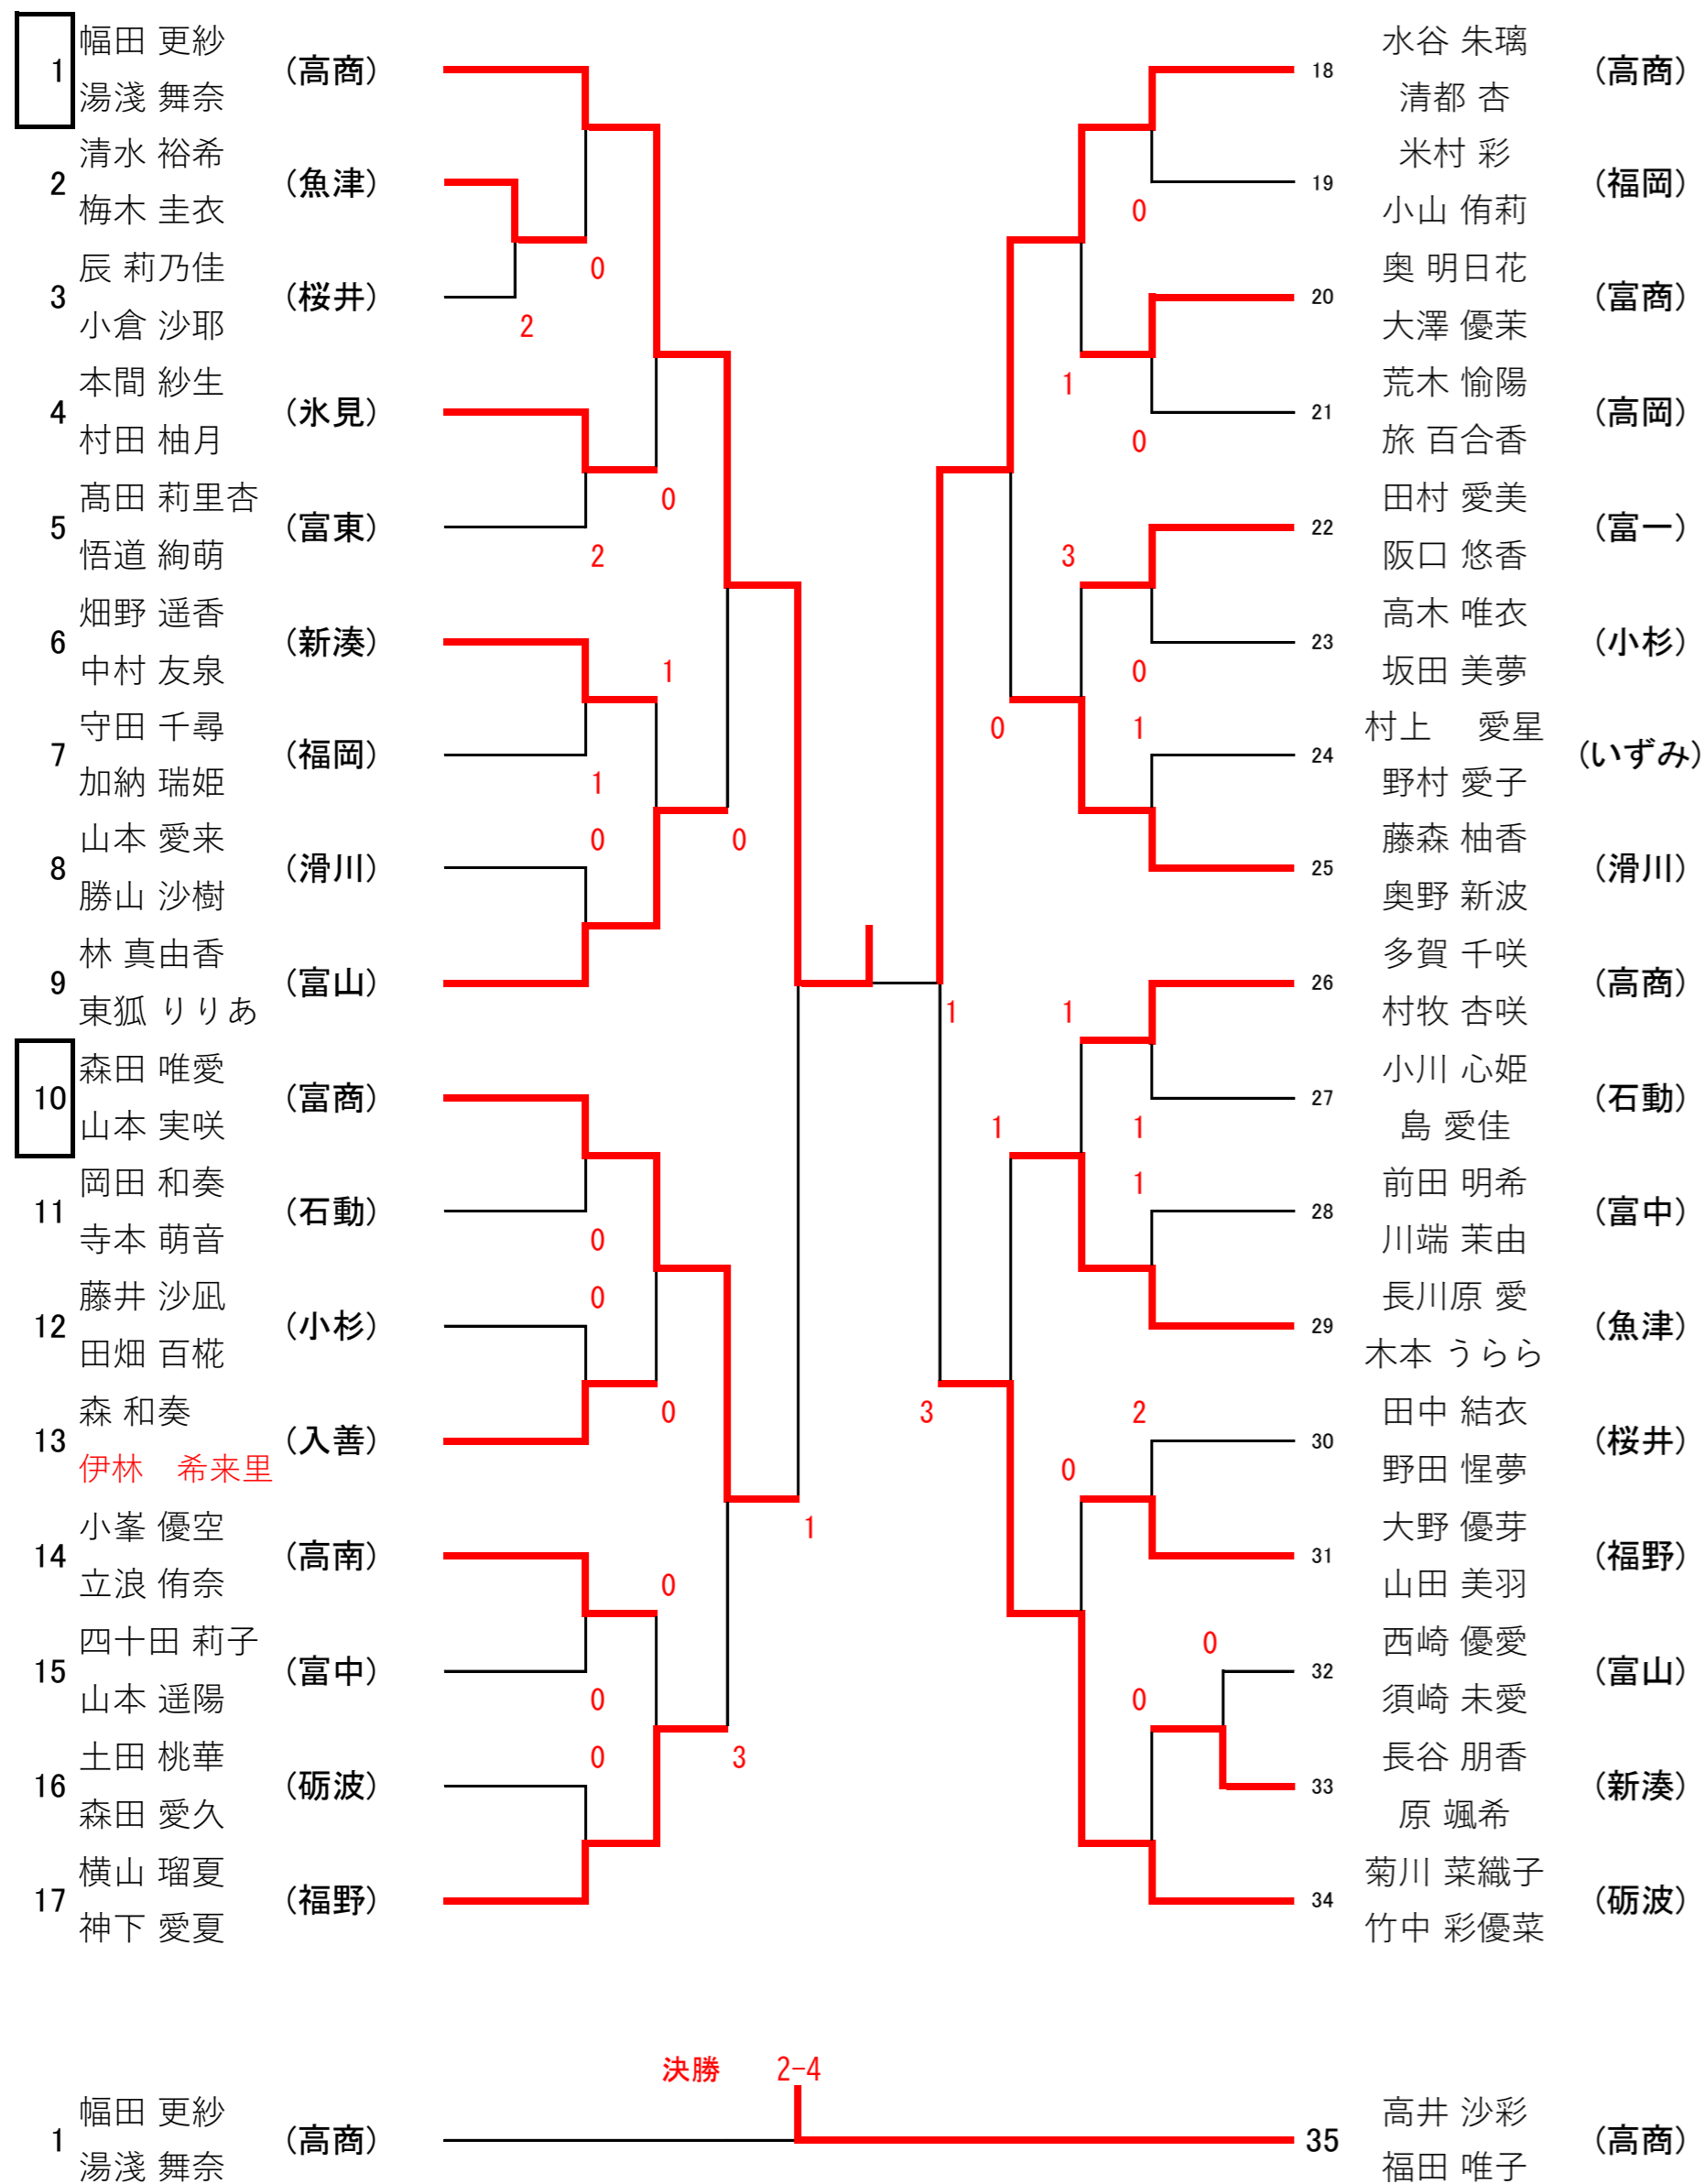 幅田 更紗
1 (高商)
湯淺 舞奈
清水 裕希
2 (魚津)
梅木 圭衣
辰 莉乃佳
3 (桜井)
小倉 沙耶
本間 紗生
4 (氷見)
村田 柚月
髙田 莉里杏
5 (富東)
悟道 絢萌
畑野 遥香
6 (新湊)
中村 友泉
守田 千尋
7 (福岡)
加納 瑞姫
山本 愛来
8 (滑川)
勝山 沙樹
林 真由香
9 (富山)
東狐 りりあ
森田 唯愛
10 (富商)
山本 実咲
岡田 和奏
11 (石動)
寺本 萌音
藤井 沙凪
12 (小杉)
田畑 百椛
森 和奏
13 (入善)
伊林　希来里
小峯 優空
14 (高南)
立浪 侑奈
四十田 莉子
15 (富中)
山本 遥陽
土田 桃華
16 (砺波)
森田 愛久
横山 瑠夏
17 (福野)
神下 愛夏
0
2
0
2
1
1
0
0
0
0
0
1
0
0
0
3
水谷 朱璃
18 (高商)
清都 杏
米村 彩
19 (福岡)
小山 侑莉
奥 明日花
20 (富商)
大澤 優茉
荒木 愉陽
21 (高岡)
旅 百合香
田村 愛美
22 (富一)
阪口 悠香
高木 唯衣
23 (小杉)
坂田 美夢
村上　愛星
24 (いずみ)
野村 愛子
藤森 柚香
25 (滑川)
奥野 新波
多賀 千咲
26 (高商)
村牧 杏咲
小川 心姫
27 (石動)
島 愛佳
前田 明希
28 (富中)
川端 茉由
長川原 愛
29 (魚津)
木本 うらら
田中 結衣
30 (桜井)
野田 惺夢
大野 優芽
31 (福野)
山田 美羽
西崎 優愛
32 (富山)
須崎 未愛
長谷 朋香
33 (新湊)
原 颯希
菊川 菜織子
34 (砺波)
竹中 彩優菜
0
1
0
3
0
0
1
1
1
1
1
1
3
2
0
0
0
決勝 2-4
幅田 更紗
1 (高商)
湯淺 舞奈
高井 沙彩
35 (高商)
福田 唯子